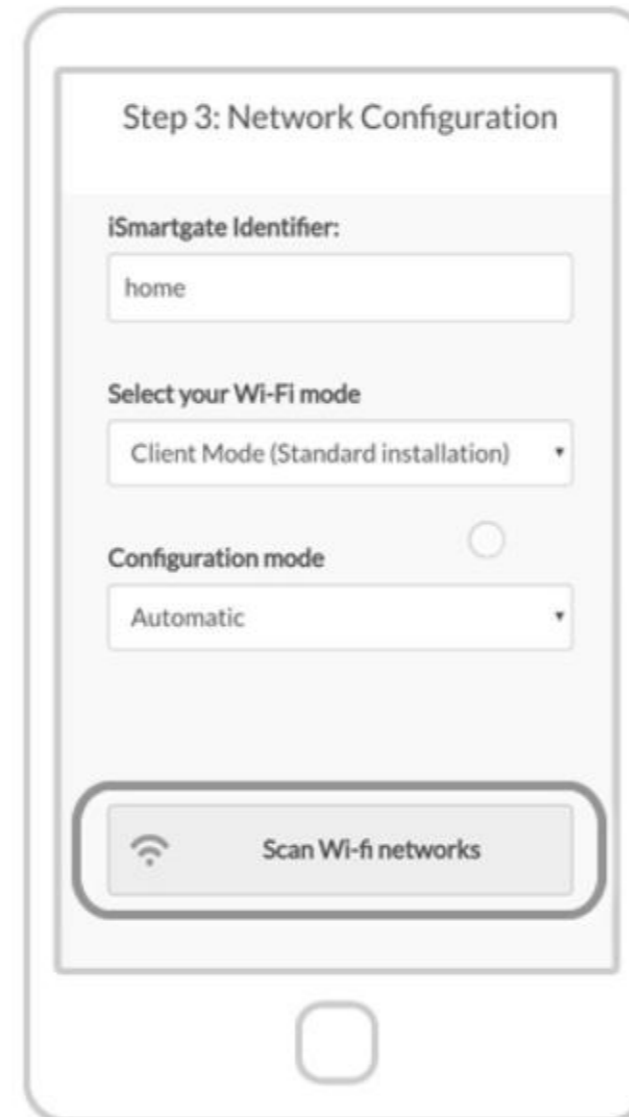 Step 3: Network Configuration
iSmartgate Identifier:
home
Select your Wi-Fi mode
Client Mode (Standard installation)
Configuration mode
Automatic
Scan Wi-fi networks